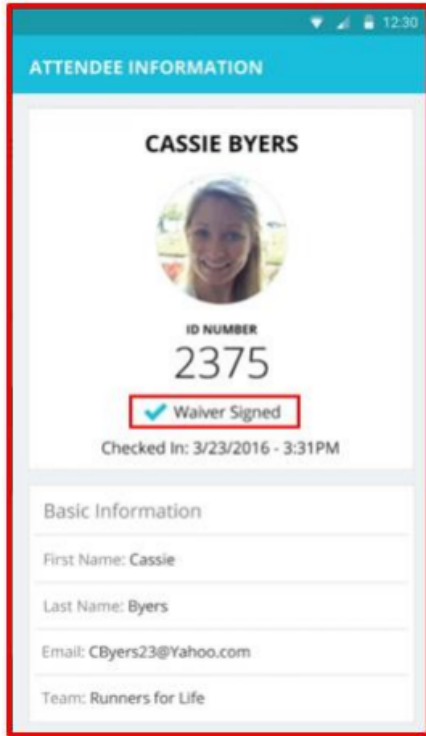 12:30
ATTENDEE INFORMATION
CASSIE BYERS
ID NUMBER
2375
Waiver Signed
Checked In: 3/23/2016 - 3:31PM
Basic Information
First Name: Cassie
Last Name: Byers
Email: CByers23@Yahoo.com
Team: Runners for Life